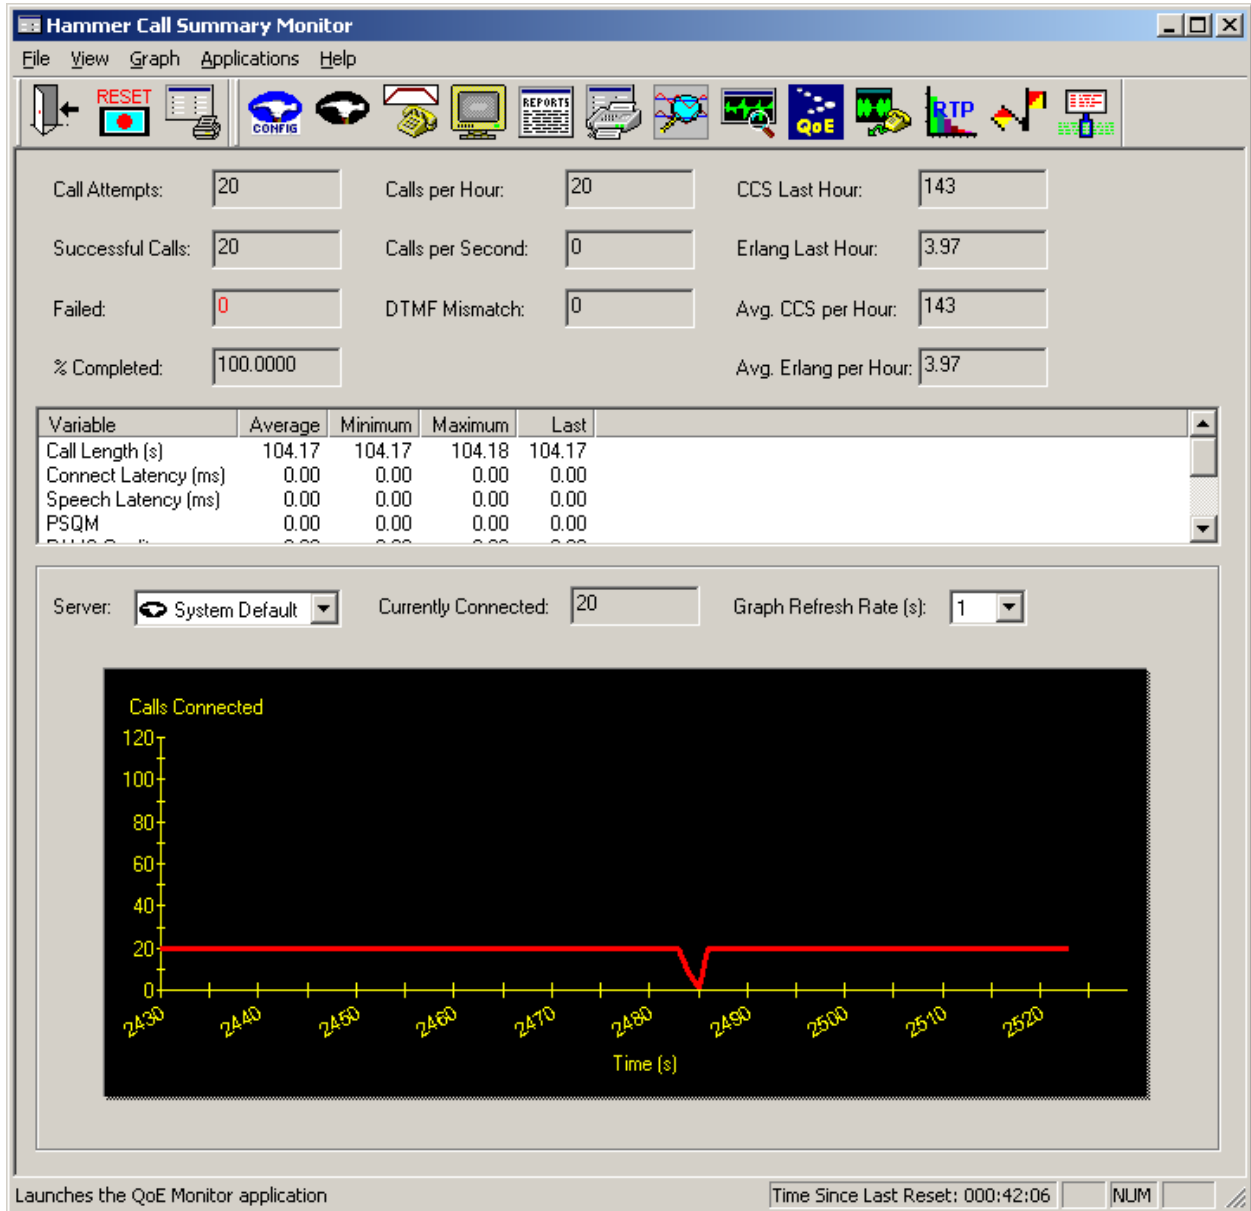 Hammer Call Summary Monitor
File View Graph Applications Help
RESET CONFIG REPORTS QoE RTP
Call Attempts: 20 Calls per Hour: 20 CCS Last Hour: 143
Successful Calls: 20 Calls per Second: 0 Erlang Last Hour: 3.97
Failed: 0 DTMF Mismatch: 0 Avg. CCS per Hour: 143
% Completed: 100.0000 Avg. Erlang per Hour: 3.97
Variable Average Minimum Maximum Last
Call Length (s) 104.17 104.17 104.18 104.17
Connect Latency (ms) 0.00 0.00 0.00 0.00
Speech Latency (ms) 0.00 0.00 0.00 0.00
PSQM 0.00 0.00 0.00 0.00
Server: System Default Currently Connected: 20 Graph Refresh Rate (s): 1
Calls Connected
120
100
80
60
40
20
0
2430 2440 2450 2460 2470 2480 2490 2500 2510 2520
Time (s)
Launches the QoE Monitor application Time Since Last Reset: 000:42:06 NUM